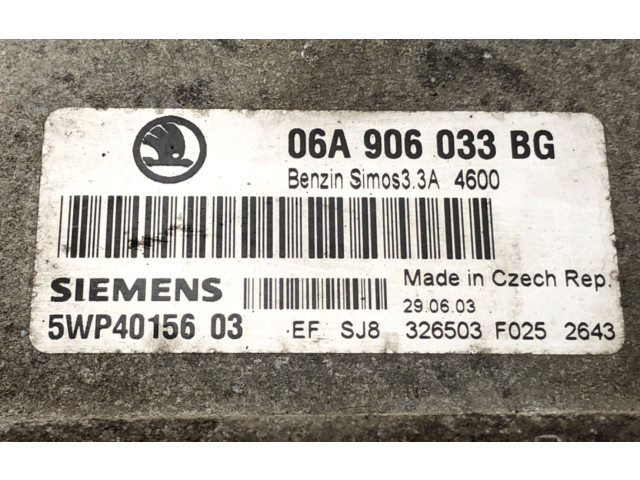 06A 906 033 BG
Benzin Simos3.3A 4600
SIEMENS
Made in Czech Rep.
29.06.03
5WP40156 03
EF SJ8 326503 F025 2643